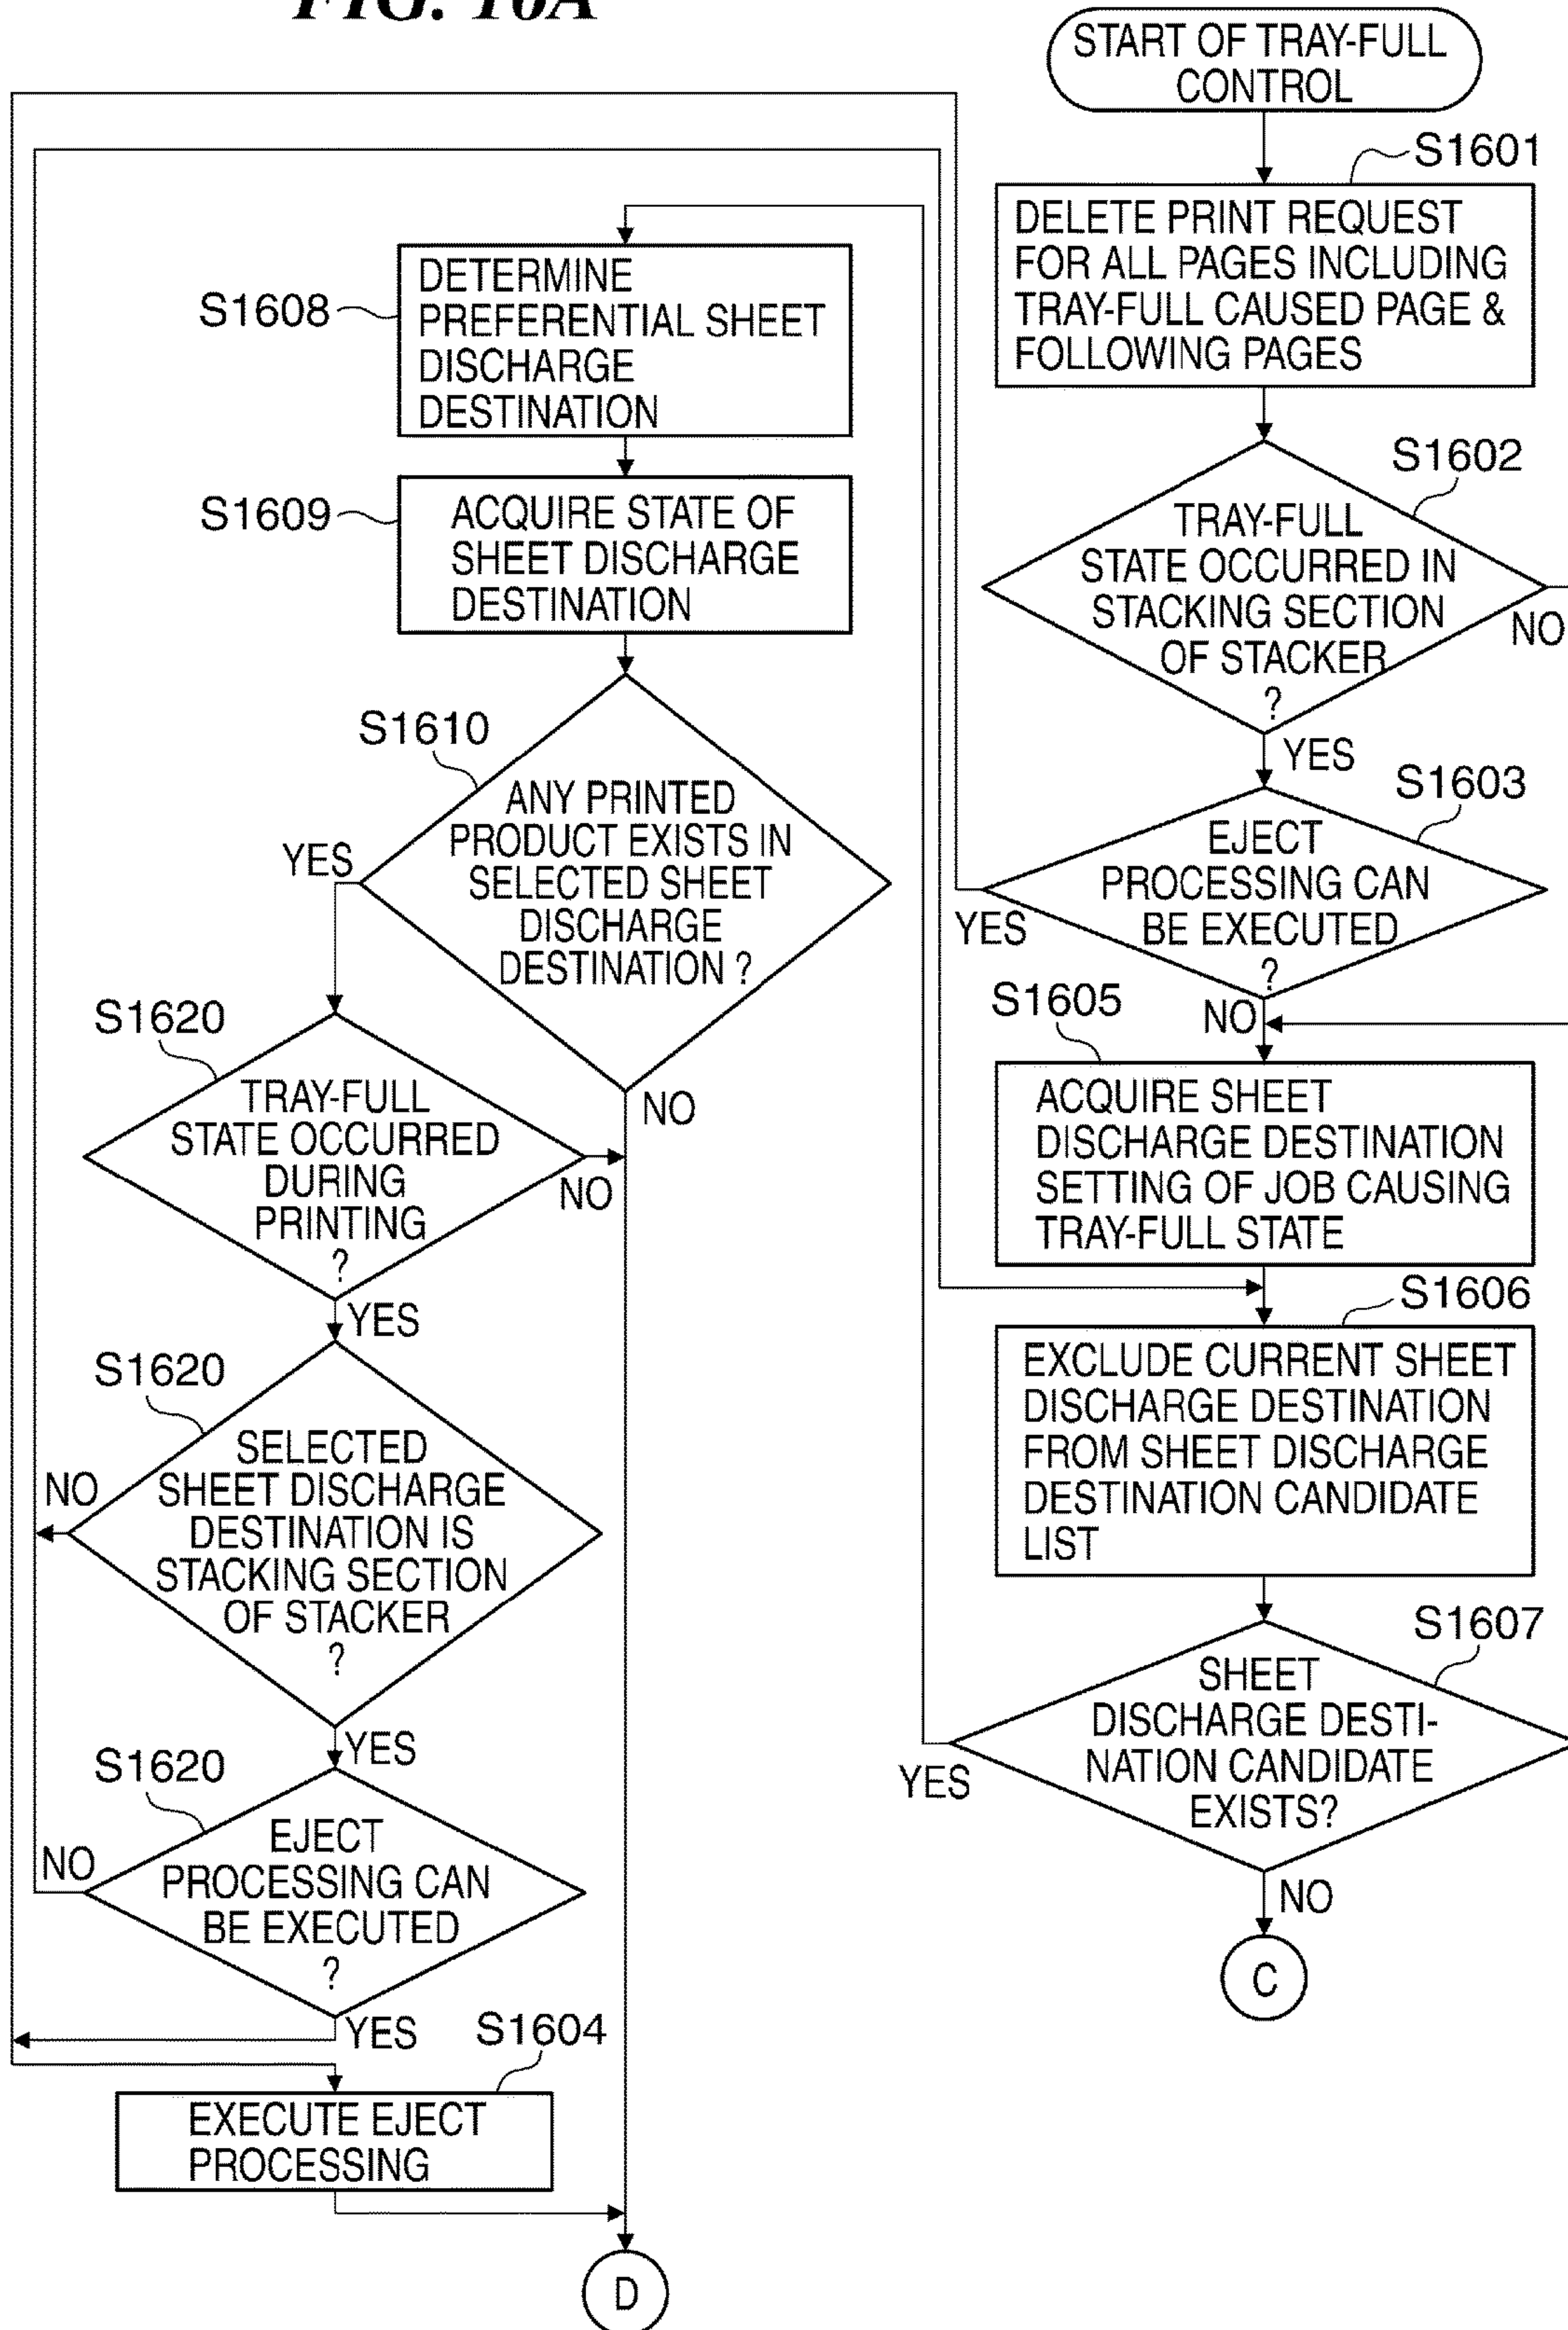 FIG. 16A
START OF TRAY-FULL
CONTROL
S1601
DELETE PRINT REQUEST
FOR ALL PAGES INCLUDING
TRAY-FULL CAUSED PAGE &
FOLLOWING PAGES
S1602
TRAY-FULL
STATE OCCURRED IN
STACKING SECTION
OF STACKER
?
NO
YES
S1603
EJECT
PROCESSING CAN
BE EXECUTED
?
YES
NO
S1605
ACQUIRE SHEET
DISCHARGE DESTINATION
SETTING OF JOB CAUSING
TRAY-FULL STATE
S1606
EXCLUDE CURRENT SHEET
DISCHARGE DESTINATION
FROM SHEET DISCHARGE
DESTINATION CANDIDATE
LIST
S1607
SHEET
DISCHARGE DESTI-
NATION CANDIDATE
EXISTS?
YES
NO
C
S1608
DETERMINE
PREFERENTIAL SHEET
DISCHARGE
DESTINATION
S1609
ACQUIRE STATE OF
SHEET DISCHARGE
DESTINATION
S1610
ANY PRINTED
PRODUCT EXISTS IN
SELECTED SHEET
DISCHARGE
DESTINATION ?
YES
NO
S1620
TRAY-FULL
STATE OCCURRED
DURING
PRINTING
?
NO
YES
S1620
SELECTED
SHEET DISCHARGE
DESTINATION IS
STACKING SECTION
OF STACKER
?
NO
YES
S1620
EJECT
PROCESSING CAN
BE EXECUTED
?
NO
YES
S1604
EXECUTE EJECT
PROCESSING
D